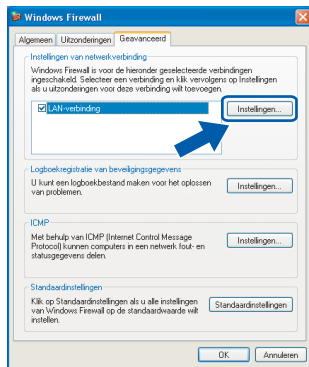 Windows Firewall
Algemeen Uitzonderingen Geavanceerd
Instellingen van netwerkverbinding
Windows Firewall is voor de hieronder geselecteerde verbindingen
ingeschakeld. Selecteer een verbinding en klik vervolgens op Instellingen
als u uitzonderingen voor deze verbinding wilt toevoegen.
LAN-verbinding
Instellingen...
Logboekregistratie van beveiligingsgegevens
U kunt een logboekbestand maken voor het oplossen
van problemen.
Instellingen...
ICMP
Met behulp van ICMP (Internet Control Message
Protocol) kunnen computers in een netwerk fout- en
statusgegevens delen.
Instellingen...
Standaardinstellingen
Klik op Standaardinstellingen als u alle instellingen
van Windows Firewall op de standaardwaarde wilt
instellen.
Standaardinstellingen
OK Annuleren